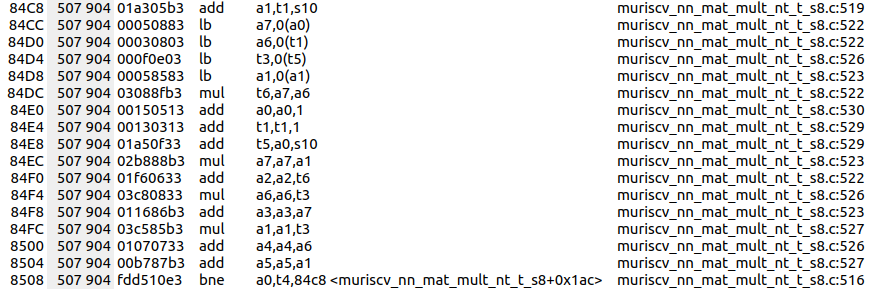 84C8 507 904 01a305b3 add a1,t1,s10 muriscv_nn_mat_mult_nt_t_s8.c:519
84CC 507 904 00050883 lb a7,0(a0) muriscv_nn_mat_mult_nt_t_s8.c:522
84D0 507 904 00030803 lb a6,0(t1) muriscv_nn_mat_mult_nt_t_s8.c:522
84D4 507 904 000f0e03 lb t3,0(t5) muriscv_nn_mat_mult_nt_t_s8.c:526
84D8 507 904 00058583 lb a1,0(a1) muriscv_nn_mat_mult_nt_t_s8.c:523
84DC 507 904 03088fb3 mul t6,a7,a6 muriscv_nn_mat_mult_nt_t_s8.c:522
84E0 507 904 00150513 add a0,a0,1 muriscv_nn_mat_mult_nt_t_s8.c:530
84E4 507 904 00130313 add t1,t1,1 muriscv_nn_mat_mult_nt_t_s8.c:529
84E8 507 904 01a50f33 add t5,a0,s10 muriscv_nn_mat_mult_nt_t_s8.c:529
84EC 507 904 02b888b3 mul a7,a7,a1 muriscv_nn_mat_mult_nt_t_s8.c:523
84F0 507 904 01f60633 add a2,a2,t6 muriscv_nn_mat_mult_nt_t_s8.c:522
84F4 507 904 03c80833 mul a6,a6,t3 muriscv_nn_mat_mult_nt_t_s8.c:526
84F8 507 904 011686b3 add a3,a3,a7 muriscv_nn_mat_mult_nt_t_s8.c:523
84FC 507 904 03c585b3 mul a1,a1,t3 muriscv_nn_mat_mult_nt_t_s8.c:527
8500 507 904 01070733 add a4,a4,a6 muriscv_nn_mat_mult_nt_t_s8.c:526
8504 507 904 00b787b3 add a5,a5,a1 muriscv_nn_mat_mult_nt_t_s8.c:527
8508 507 904 fdd510e3 bne a0,t4,84c8 <muriscv_nn_mat_mult_nt_t_s8+0x1ac> muriscv_nn_mat_mult_nt_t_s8.c:516